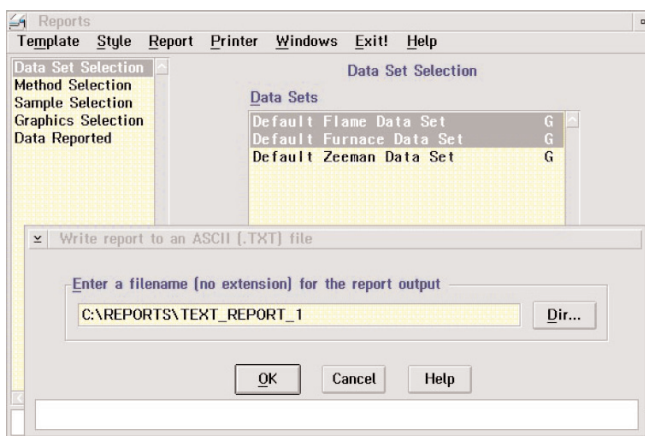 Reports
Template Style Report Printer Windows Exit! Help
Data Set Selection
Method Selection
Sample Selection
Graphics Selection
Data Reported
Data Set Selection
Data Sets
Default Flame Data Set G
Default Furnace Data Set G
Default Zeeman Data Set G
Write report to an ASCII (.TXT) file
Enter a filename (no extension) for the report output
C:\REPORTS\TEXT_REPORT_1
Dir...
OK Cancel Help